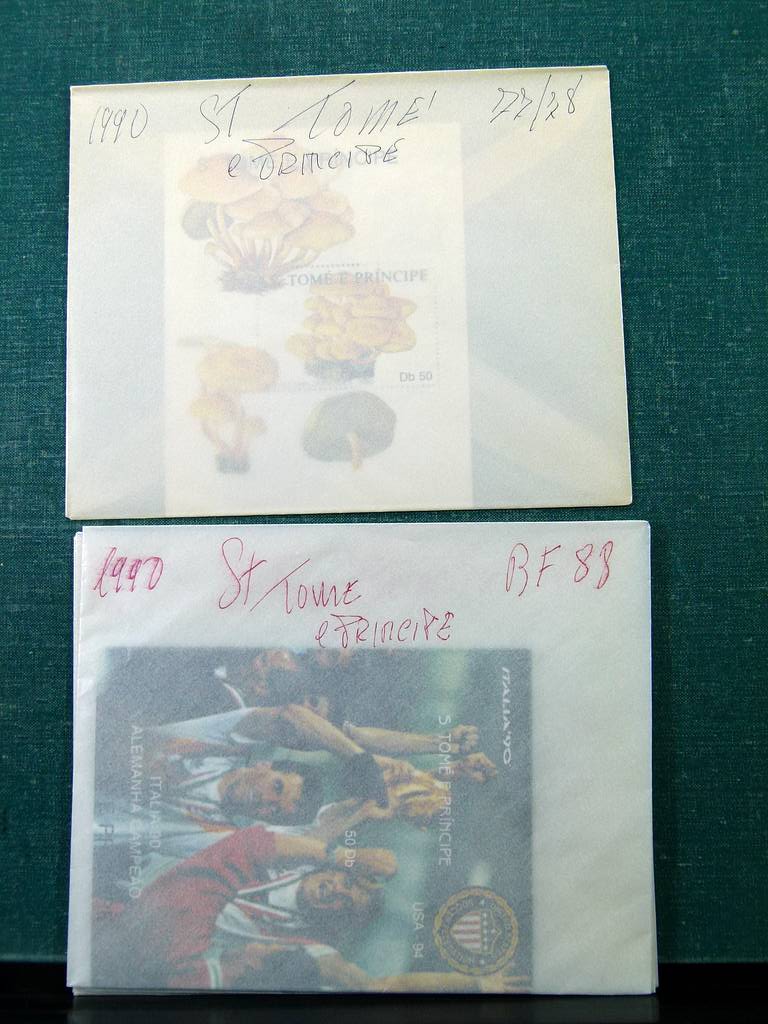 1990 St Tomé 77/78
e PRINCIPE
TOMÉ E PRÍNCIPE
Db 50
1990 St Tome BF 88
e PRINCIPE
ITALIA'90
S. TOMÉ E PRÍNCIPE
USA 94
50 Db
ITALIA 90
ALEMANHA CAMPEÃO